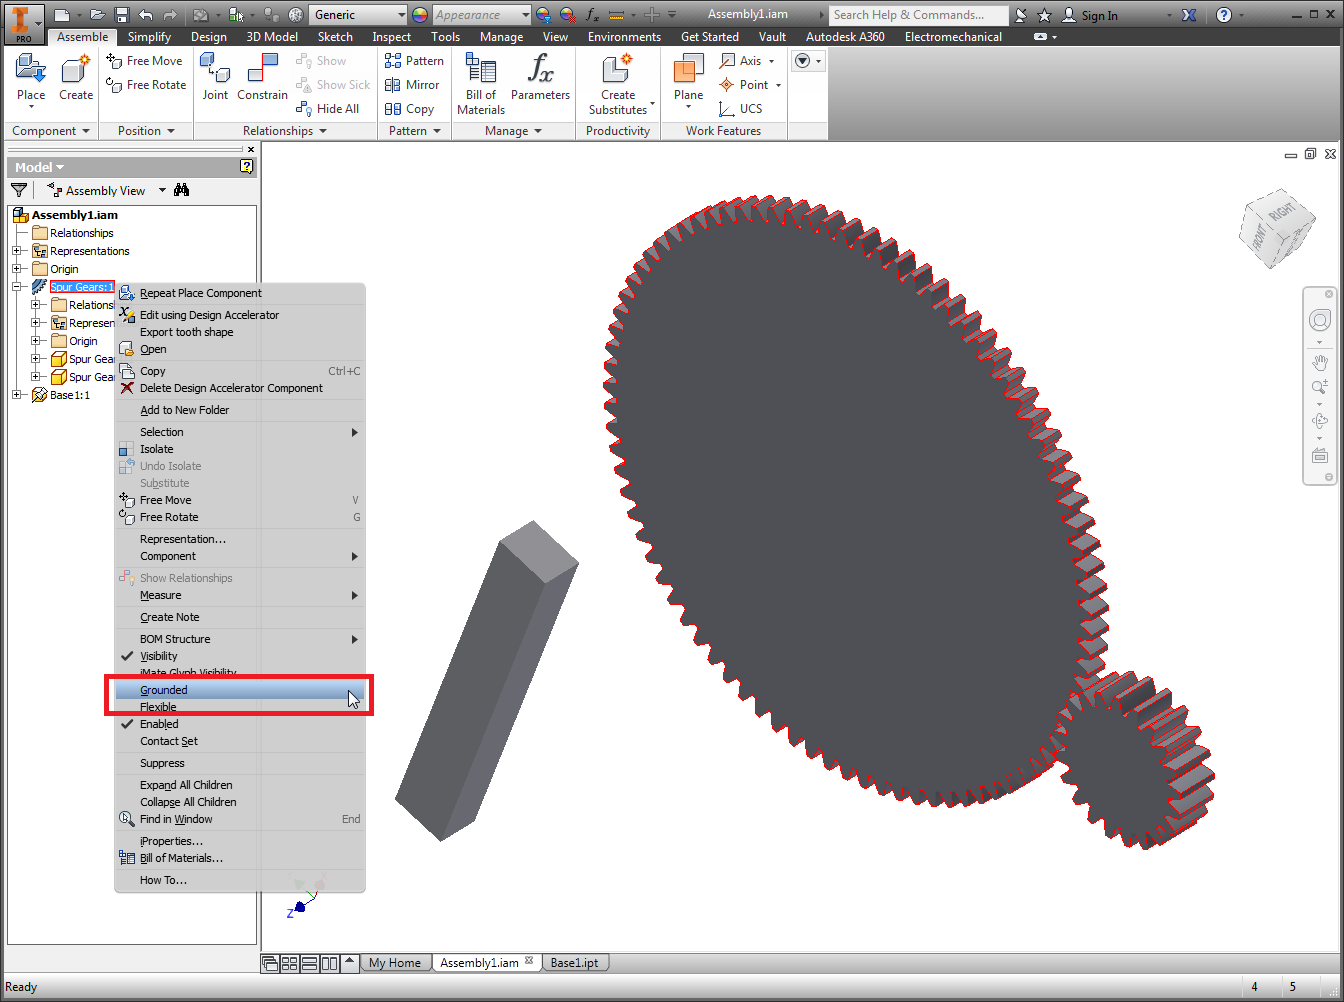 PRO
Generic
Appearance
Assembly1.iam
Search Help & Commands...
Sign In
Assemble
Simplify
Design
3D Model
Sketch
Inspect
Tools
Manage
View
Environments
Get Started
Vault
Autodesk A360
Electromechanical
Place
Create
Component
Free Move
Free Rotate
Position
Joint
Constrain
Show
Show Sick
Hide All
Relationships
Pattern
Mirror
Copy
Pattern
Bill of
Materials
fx
Parameters
Manage
Create
Substitutes
Productivity
Plane
Axis
Point
UCS
Work Features
Model
Assembly View
Assembly1.iam
Relationships
Representations
Origin
Spur Gears:1
Relations
Represen
Origin
Spur Gea
Spur Gea
Base1:1
Repeat Place Component
Edit using Design Accelerator
Export tooth shape
Open
Copy Ctrl+C
Delete Design Accelerator Component
Add to New Folder
Selection
Isolate
Undo Isolate
Substitute
Free Move V
Free Rotate G
Representation...
Component
Show Relationships
Measure
Create Note
BOM Structure
Visibility
iMate Glyph Visibility
Grounded
Flexible
Enabled
Contact Set
Suppress
Expand All Children
Collapse All Children
Find in Window End
iProperties...
Bill of Materials...
How To...
FRONT
RIGHT
Z
My Home
Assembly1.iam
Base1.ipt
Ready
4
5